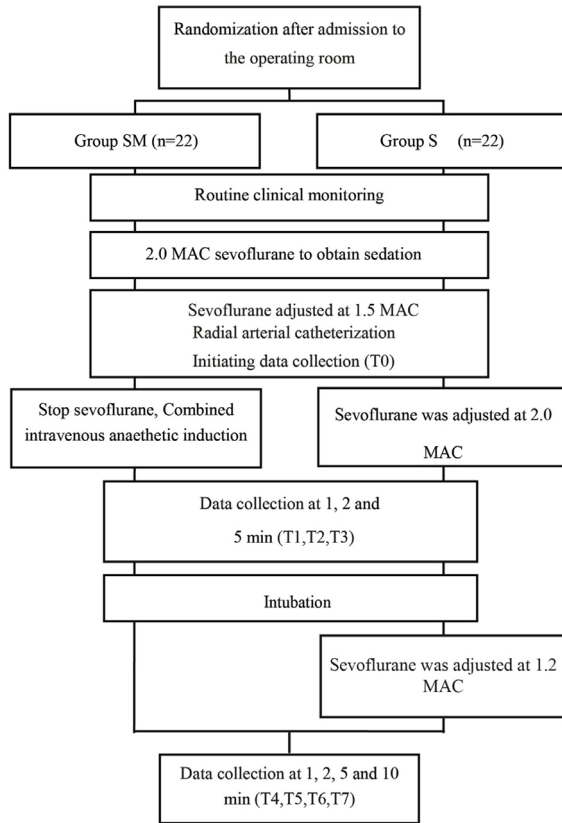 Randomization after admission to
the operating room
Group SM (n=22)
Group S (n=22)
Routine clinical monitoring
2.0 MAC sevoflurane to obtain sedation
Sevoflurane adjusted at 1.5 MAC
Radial arterial catheterization
Initiating data collection (T0)
Stop sevoflurane, Combined
intravenous anaethetic induction
Sevoflurane was adjusted at 2.0
MAC
Data collection at 1, 2 and
5 min (T1,T2,T3)
Intubation
Sevoflurane was adjusted at 1.2
MAC
Data collection at 1, 2, 5 and 10
min (T4,T5,T6,T7)